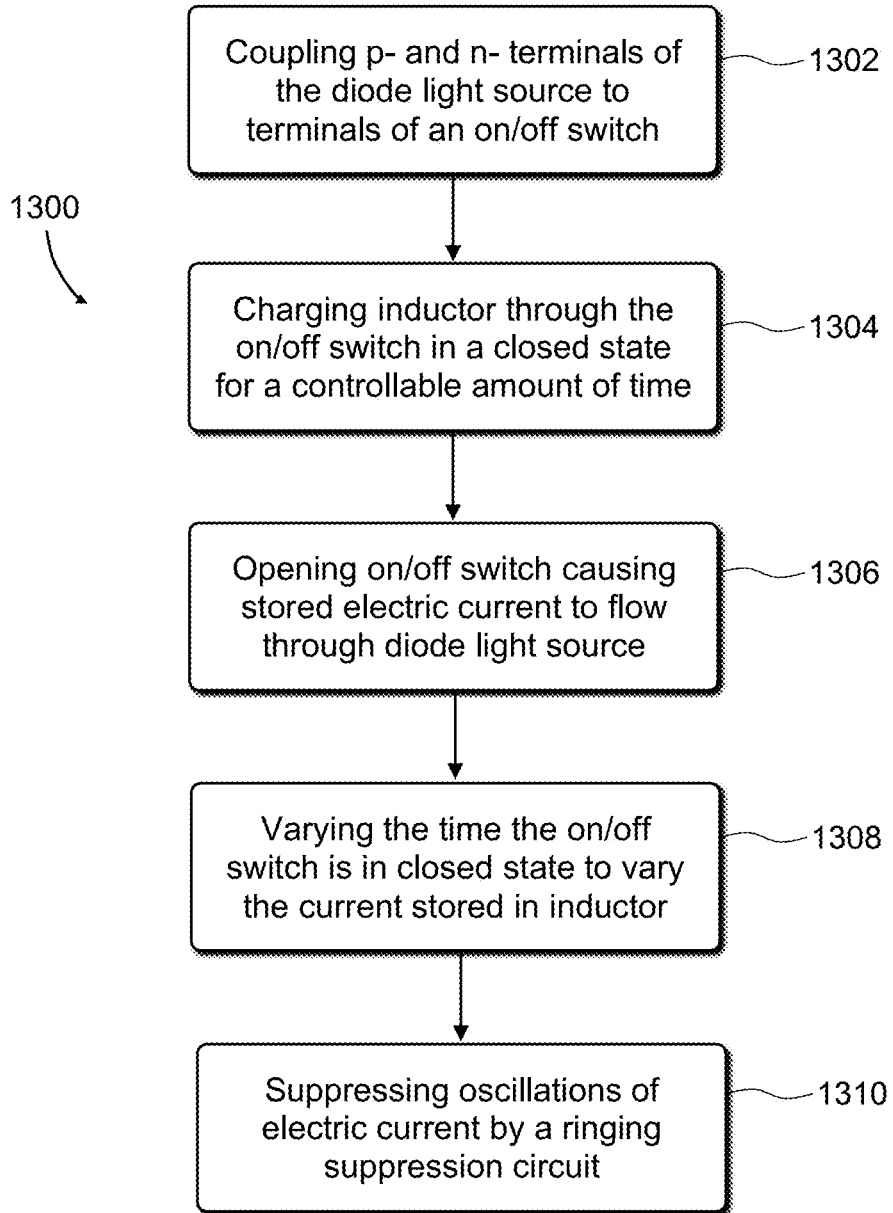 Coupling p- and n- terminals of
the diode light source to
terminals of an on/off switch
1302
1300
Charging inductor through the
on/off switch in a closed state
for a controllable amount of time
1304
Opening on/off switch causing
stored electric current to flow
through diode light source
1306
Varying the time the on/off
switch is in closed state to vary
the current stored in inductor
1308
Suppressing oscillations of
electric current by a ringing
suppression circuit
1310